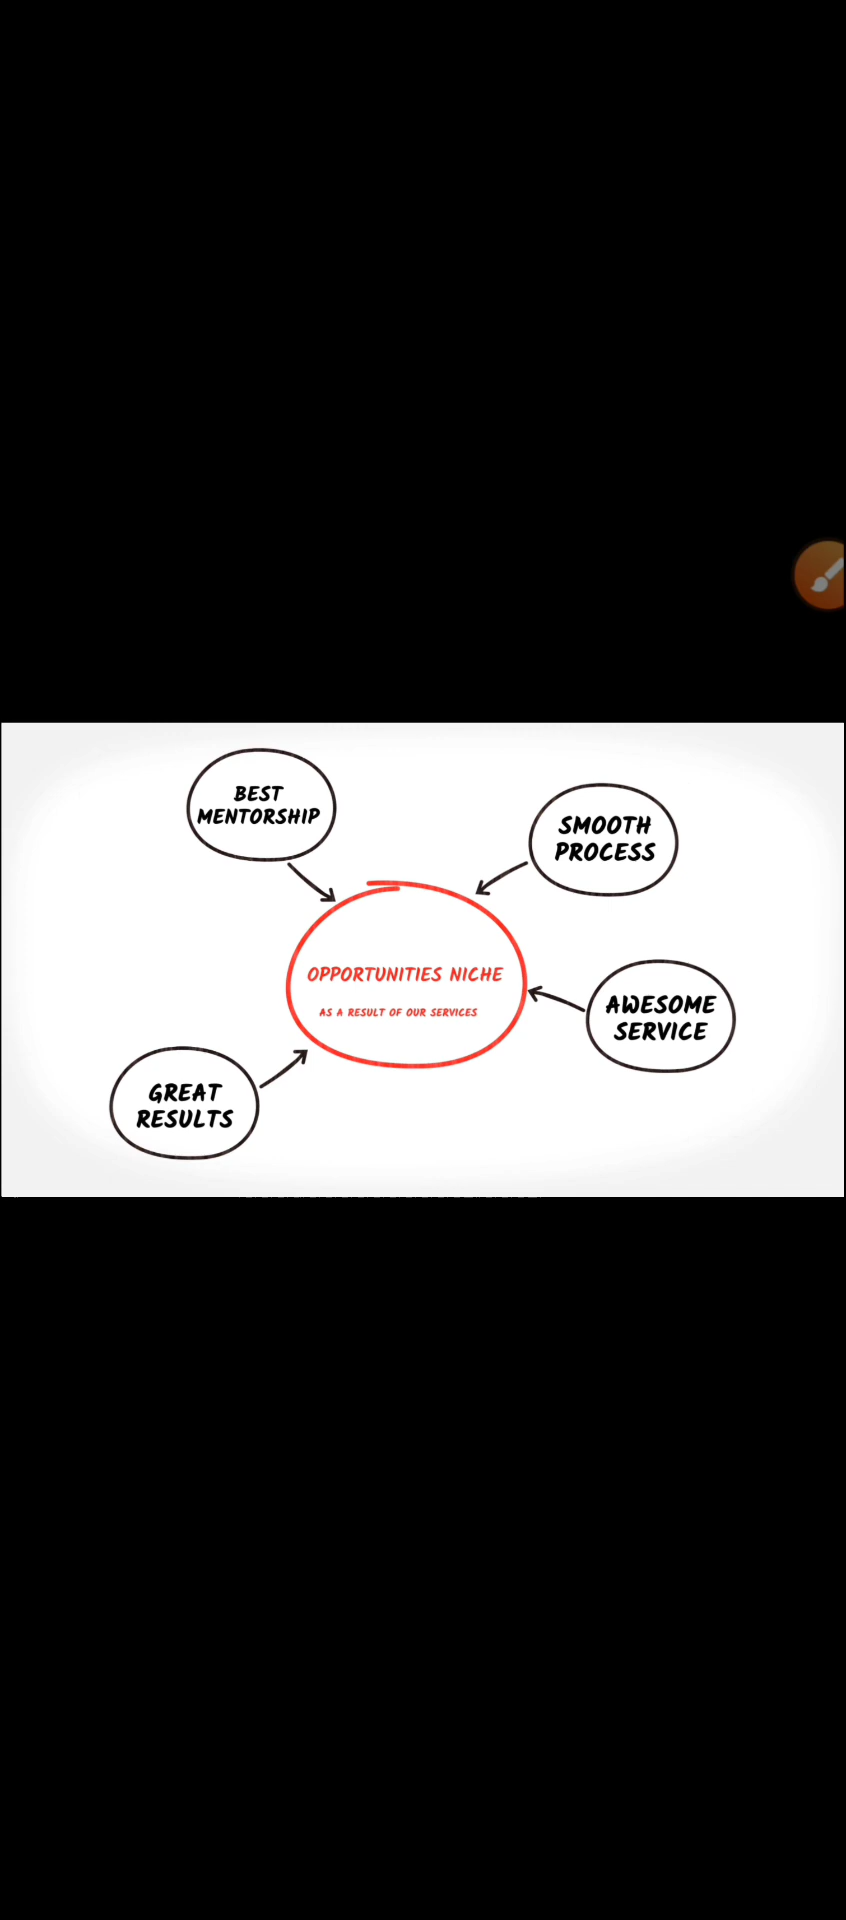 BEST
MENTORSHIP
SMOOTH
PROCESS
OPPORTUNITIES NICHE
AS A RESULT OF OUR SERVICES
AWESOME
SERVICE
GREAT
RESULTS